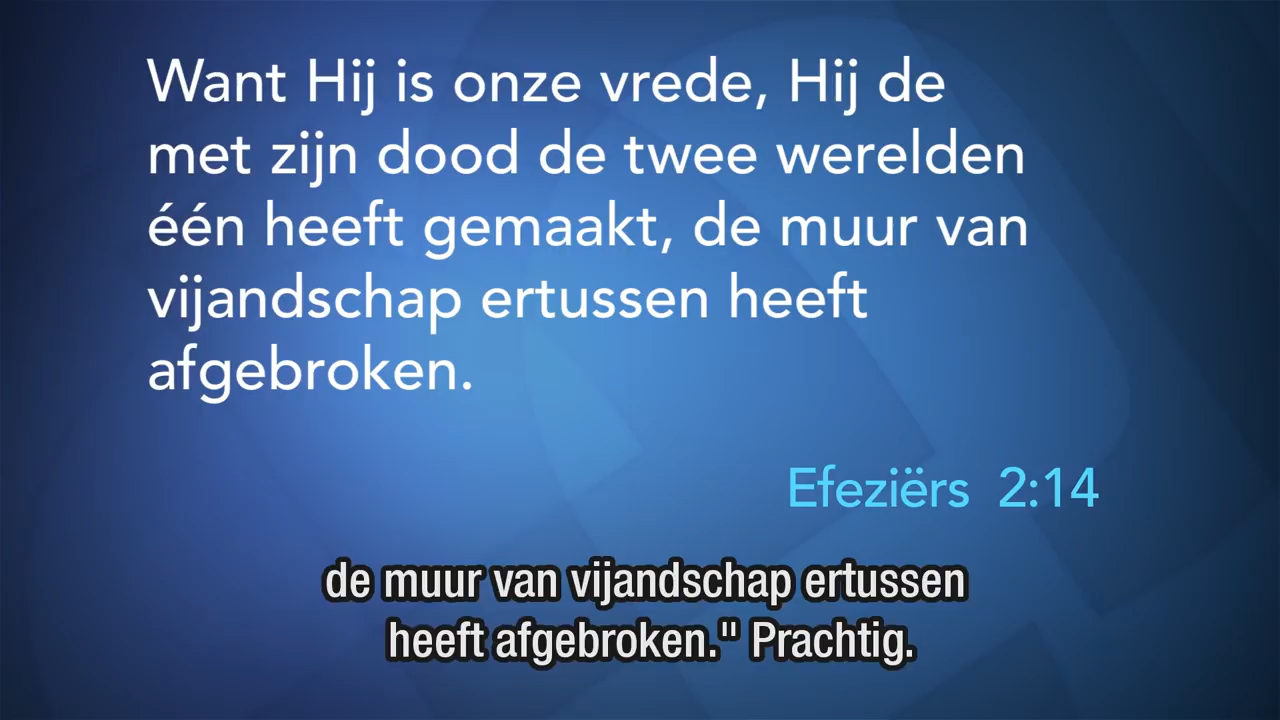 Want Hij is onze vrede, Hij de
met zijn dood de twee werelden
één heeft gemaakt, de muur van
vijandschap ertussen heeft
afgebroken.
Efeziërs 2:14
de muur van vijandschap ertussen
heeft afgebroken." Prachtig.